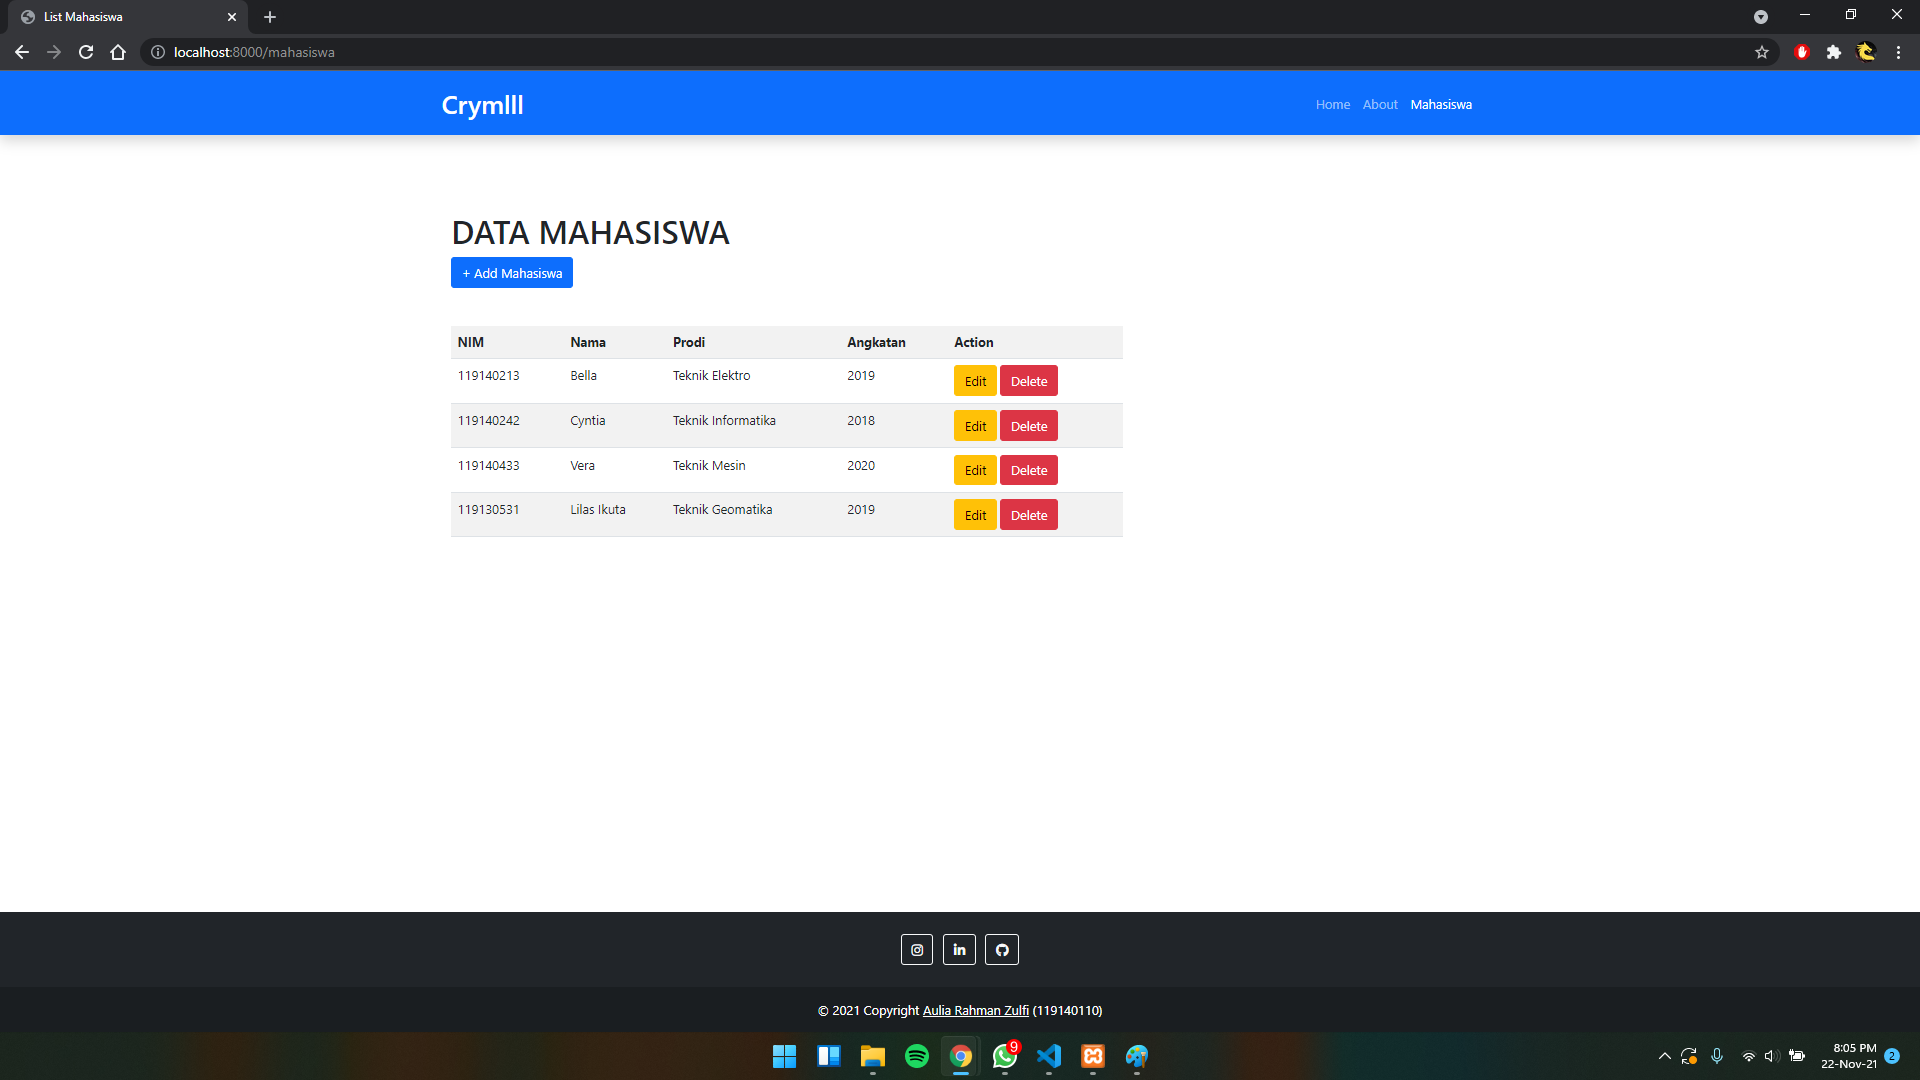 List Mahasiswa
localhost:8000/mahasiswa
Crymlll
Home About Mahasiswa
DATA MAHASISWA
+ Add Mahasiswa
NIM Nama Prodi Angkatan Action
119140213 Bella Teknik Elektro 2019 Edit Delete
119140242 Cyntia Teknik Informatika 2018 Edit Delete
119140433 Vera Teknik Mesin 2020 Edit Delete
119130531 Lilas Ikuta Teknik Geomatika 2019 Edit Delete
© 2021 Copyright Aulia Rahman Zulfi (119140110)
9
8:05 PM
22-Nov-21
2